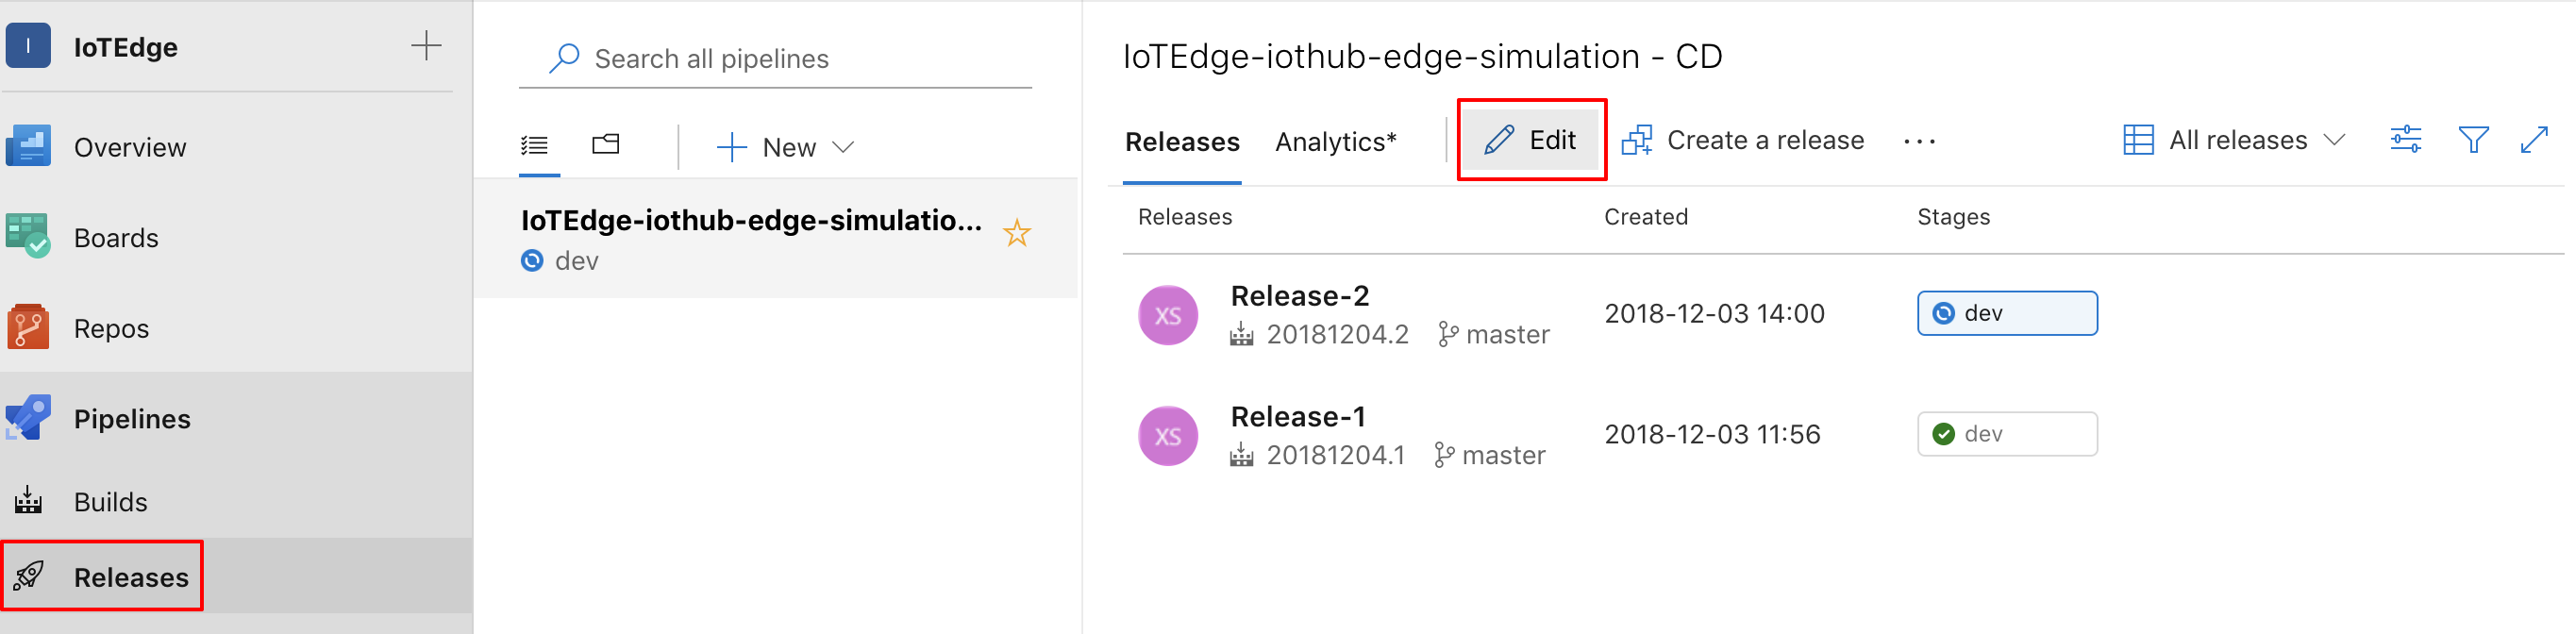 I IoTEdge
Overview
Boards
Repos
Pipelines
Builds
Releases
Search all pipelines
New
IoTEdge-iothub-edge-simulatio...
dev
IoTEdge-iothub-edge-simulation - CD
Releases Analytics* Edit Create a release ... All releases
Releases Created Stages
XS Release-2 2018-12-03 14:00 dev
20181204.2 master
XS Release-1 2018-12-03 11:56 dev
20181204.1 master